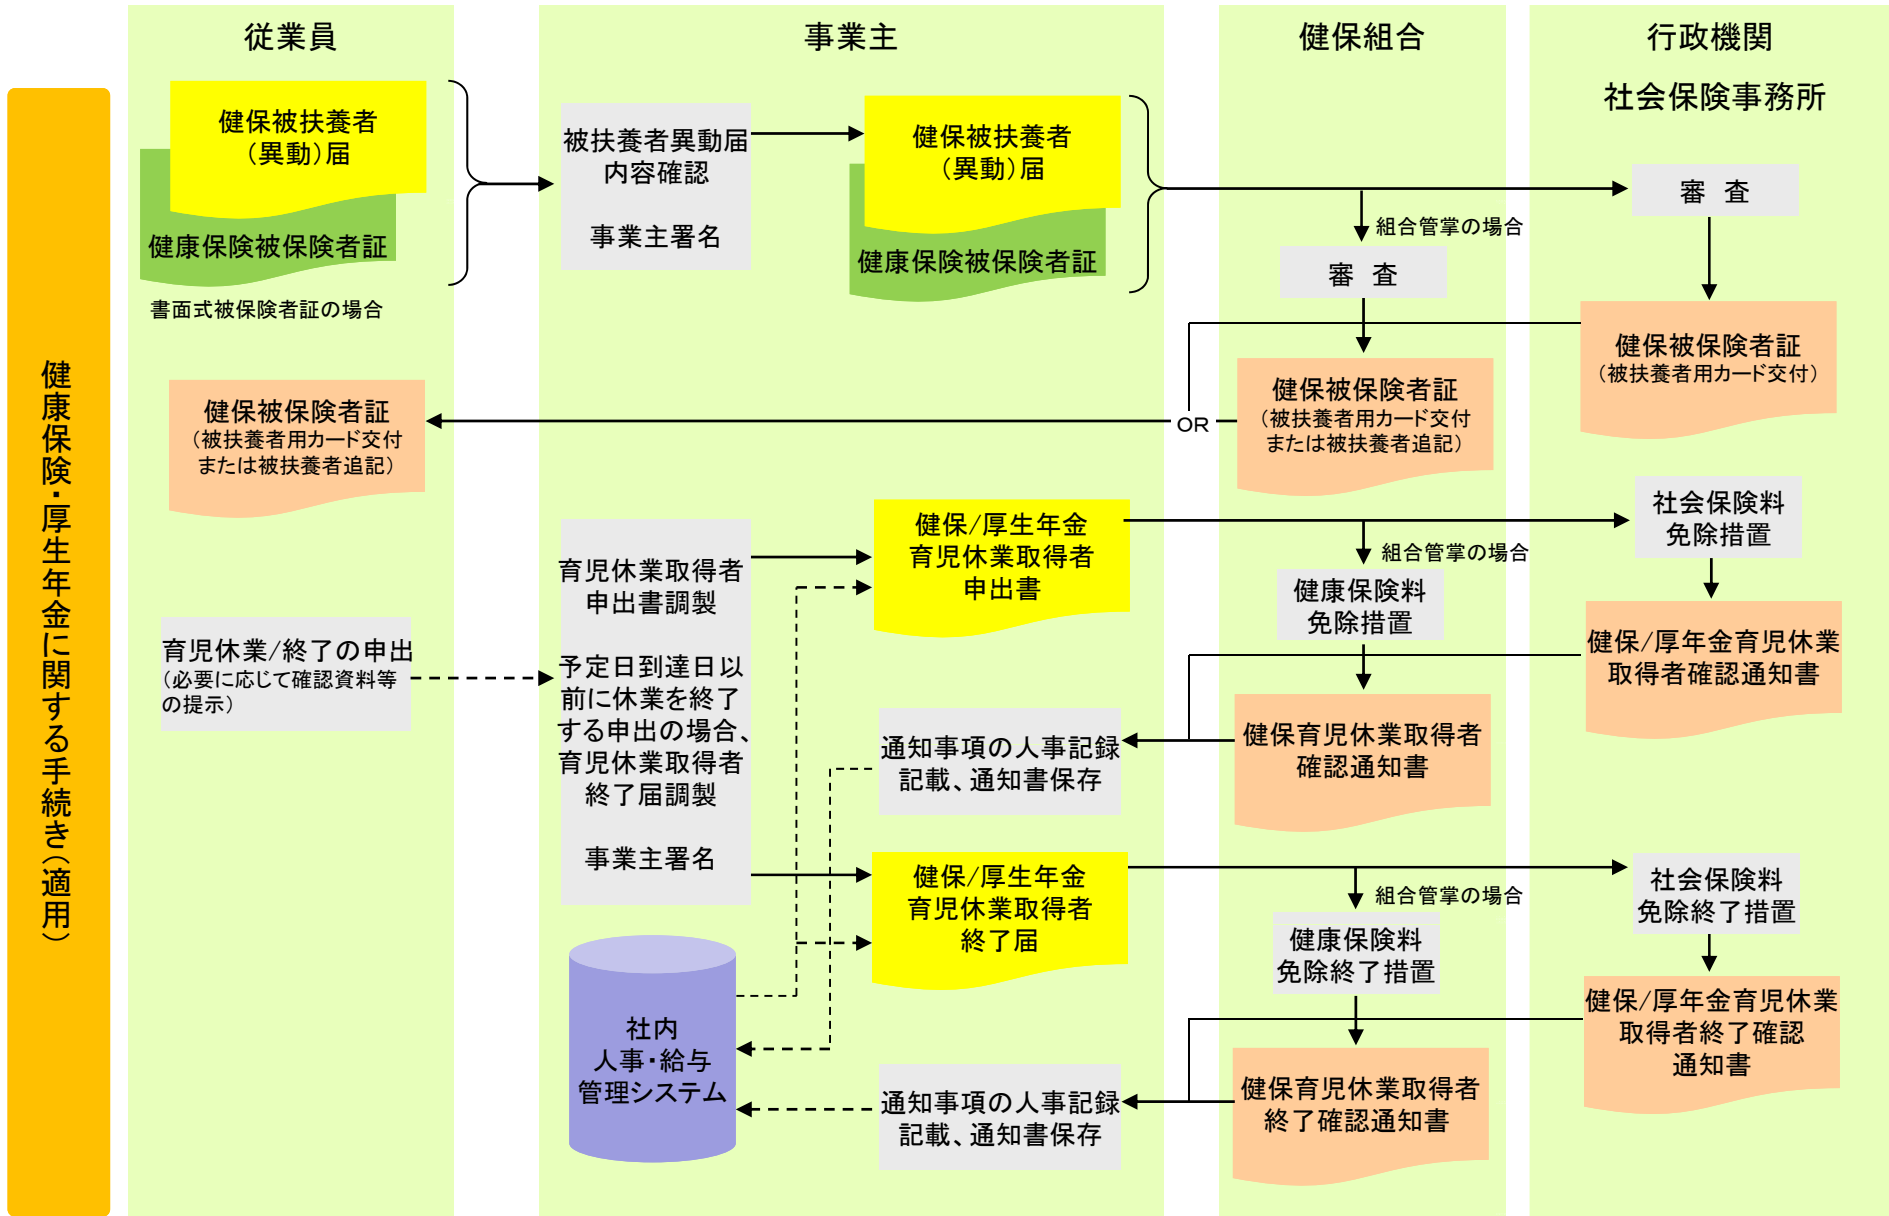 健康保険・厚生年金に関する手続き（適用）
従業員
事業主
健保組合
行政機関
社会保険事務所
健保被扶養者
（異動）届
健康保険被保険者証
書面式被保険者証の場合
被扶養者異動届
内容確認
事業主署名
健保被扶養者
（異動）届
健康保険被保険者証
組合管掌の場合
審　査
審　査
健保被保険者証
（被扶養者用カード交付）
健保被保険者証
（被扶養者用カード交付
または被扶養者追記）
OR
健保被保険者証
（被扶養者用カード交付
または被扶養者追記）
育児休業/終了の申出
（必要に応じて確認資料等
の提示）
育児休業取得者
申出書調製
予定日到達日以
前に休業を終了
する申出の場合、
育児休業取得者
終了届調製
事業主署名
健保/厚生年金
育児休業取得者
申出書
組合管掌の場合
健康保険料
免除措置
社会保険料
免除措置
健保/厚年金育児休業
取得者確認通知書
健保育児休業取得者
確認通知書
通知事項の人事記録
記載、通知書保存
健保/厚生年金
育児休業取得者
終了届
組合管掌の場合
健康保険料
免除終了措置
社会保険料
免除終了措置
健保/厚年金育児休業
取得者終了確認
通知書
健保育児休業取得者
終了確認通知書
通知事項の人事記録
記載、通知書保存
社内
人事・給与
管理システム